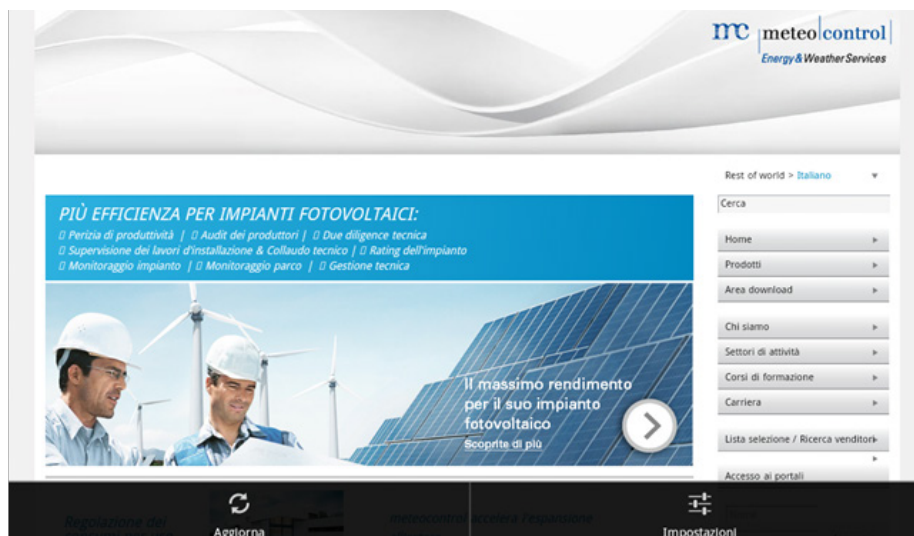 mc meteocontrol
Energy & Weather Services
Rest of world > Italiano
Cerca
PIÙ EFFICIENZA PER IMPIANTI FOTOVOLTAICI:
Perizia di produttività | Audit dei produttori | Due diligence tecnica
Supervisione dei lavori d'installazione & Collaudo tecnico | Rating dell'impianto
Monitoraggio impianto | Monitoraggio parco | Gestione tecnica
Home
Prodotti
Area download
Chi siamo
Settori di attività
Corsi di formazione
Carriera
Lista selezione / Ricerca venditori
Accesso ai portali
Il massimo rendimento
per il suo impianto
fotovoltaico
Scoprite di più
Regolazione dei
meteocontrol accelera l'espansione
Aggiorna
Impostazioni